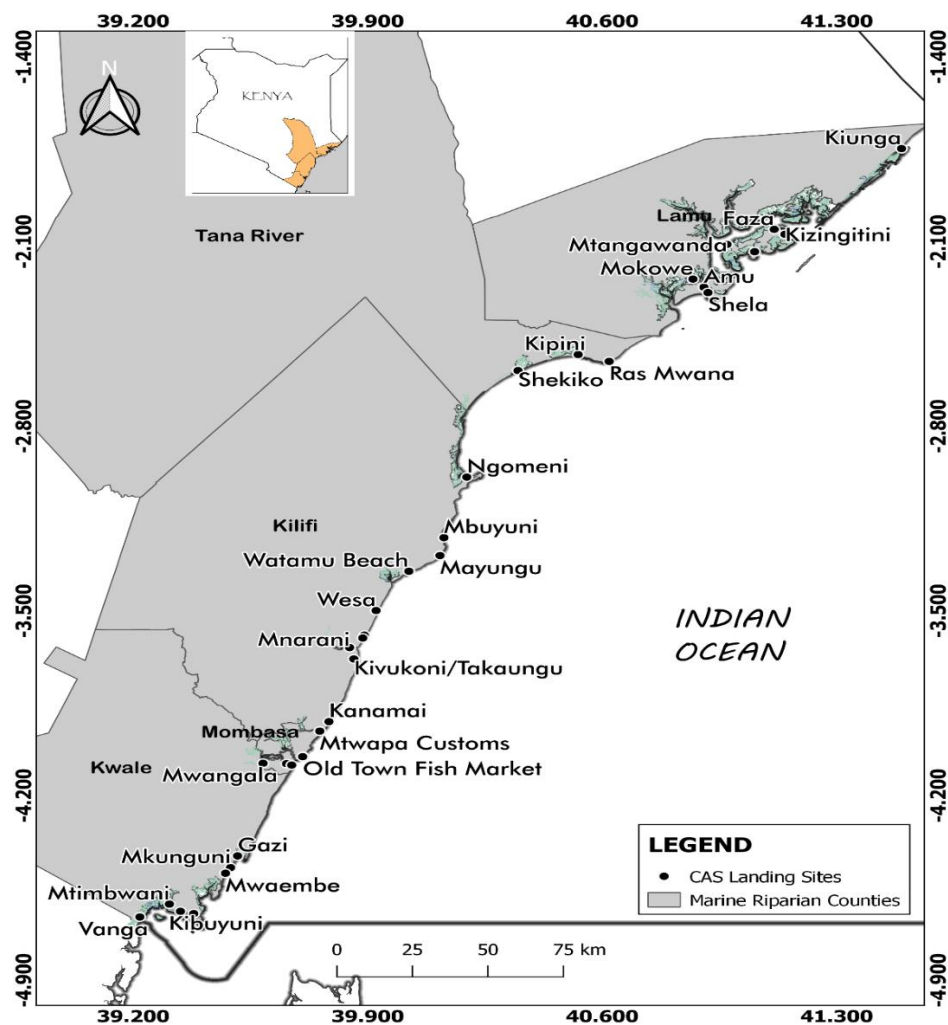 39.200 39.900 40.600 41.300
-1.400 -1.400
N
KENYA
Kiunga
Tana River
Lamu Faza
-2.100 Kizingitini -2.100
Mtangawanda
Mokowe Amu
Shela
Kipini
Shekiko Ras Mwana
-2.800 -2.800
Ngomeni
Kilifi Mbuyuni
Watamu Beach Mayungu
Wesa
-3.500 INDIAN -3.500
Mnarani OCEAN
Kivukoni/Takaungu
Kanamai
Mombasa
Mtwapa Customs
Kwale Mwangala Old Town Fish Market
-4.200 -4.200
Gazi
Mkunguni
LEGEND
Mwaembe CAS Landing Sites
Mtimbwani Marine Riparian Counties
Vanga Kibuyuni
0 25 50 75 km
-4.900 -4.900
39.200 39.900 40.600 41.300